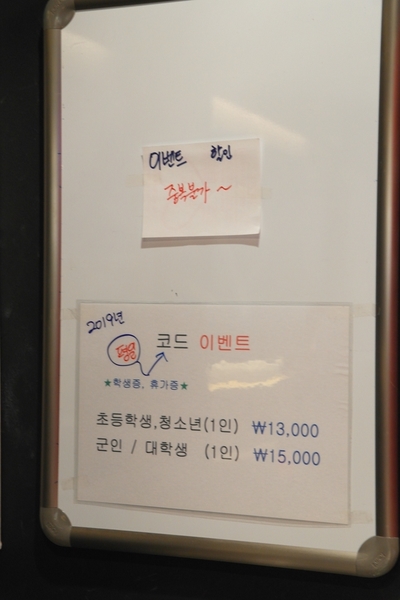 이벤트 할인
중복불가 ~
2019년
평일 코드 이벤트
★학생증, 휴가증★
초등학생,청소년(1인) ₩13,000
군인 / 대학생 (1인) ₩15,000